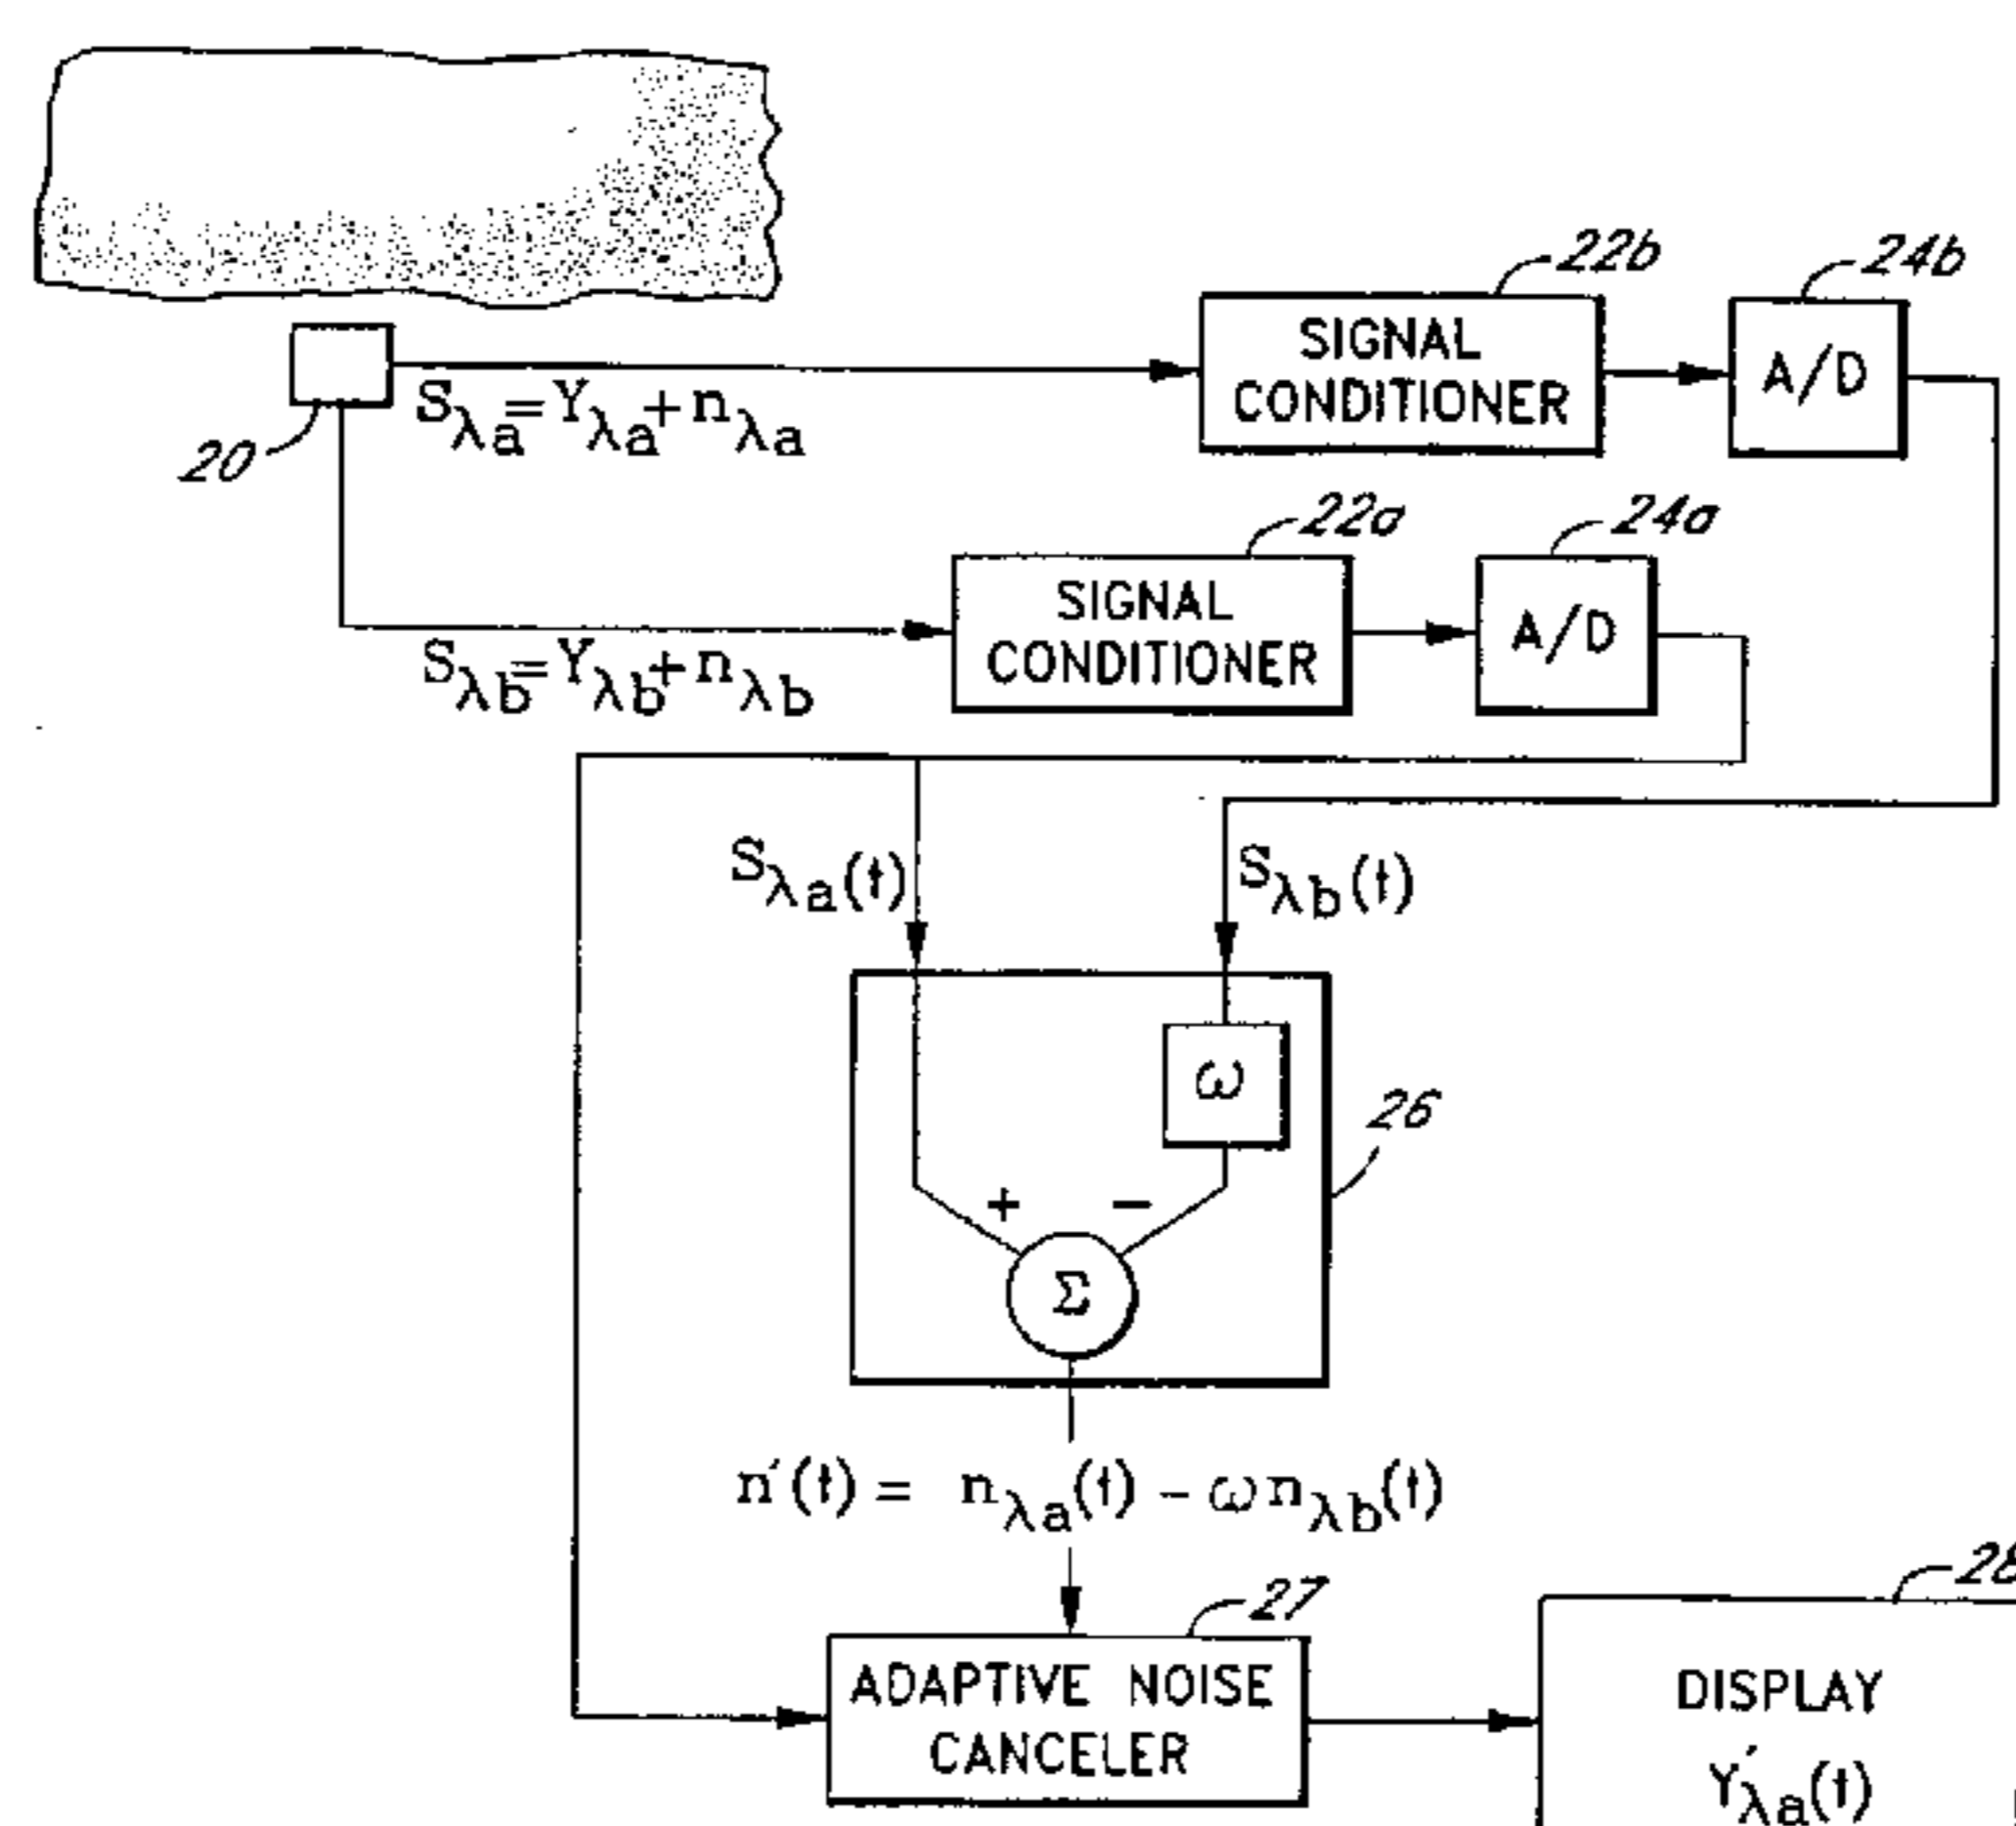 22b
24b
SIGNAL
CONDITIONER
A/D
Sλa=Yλa+nλa
20
22a
24a
SIGNAL
CONDITIONER
A/D
Sλb=Yλb+nλb
Sλa(t)
Sλb(t)
ω
26
+ −
Σ
n′(t) = nλa(t) − ωnλb(t)
27
28
ADAPTIVE NOISE
CANCELER
DISPLAY
Y′λa(t)